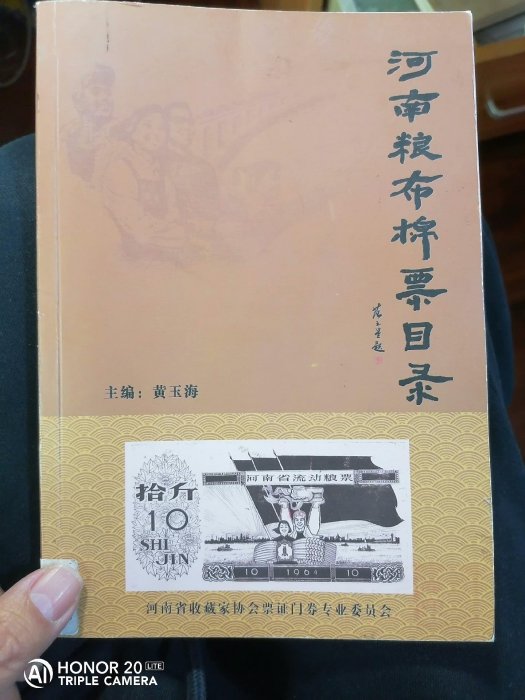 河南粮布棉票目录
主编：黄玉海
河南省流动粮票
拾斤
10
SHI
JIN
10 1964 10
河南省收藏家协会票证门券专业委员会
HONOR 20 LITE
AI TRIPLE CAMERA